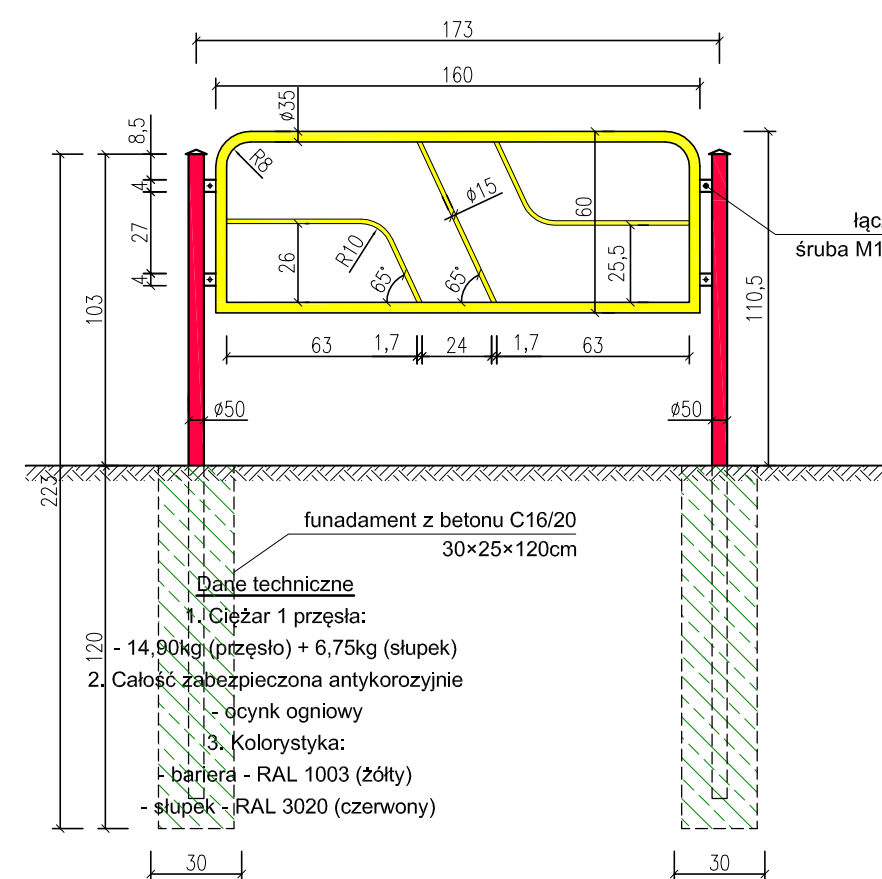 173
160
ø35
8,5
R8
4
ø15
60
27
łąc
śruba M1
R10
26
65°
65°
25,5
4
103
110,5
63
1,7
24
1,7
63
ø50
ø50
223
funadament z betonu C16/20
30×25×120cm
Dane techniczne
1. Ciężar 1 przęsła:
- 14,90kg (przęsło) + 6,75kg (słupek)
120
2. Całość zabezpieczona antykorozyjnie
- ocynk ogniowy
3. Kolorystyka:
- bariera - RAL 1003 (żółty)
- słupek - RAL 3020 (czerwony)
30
30